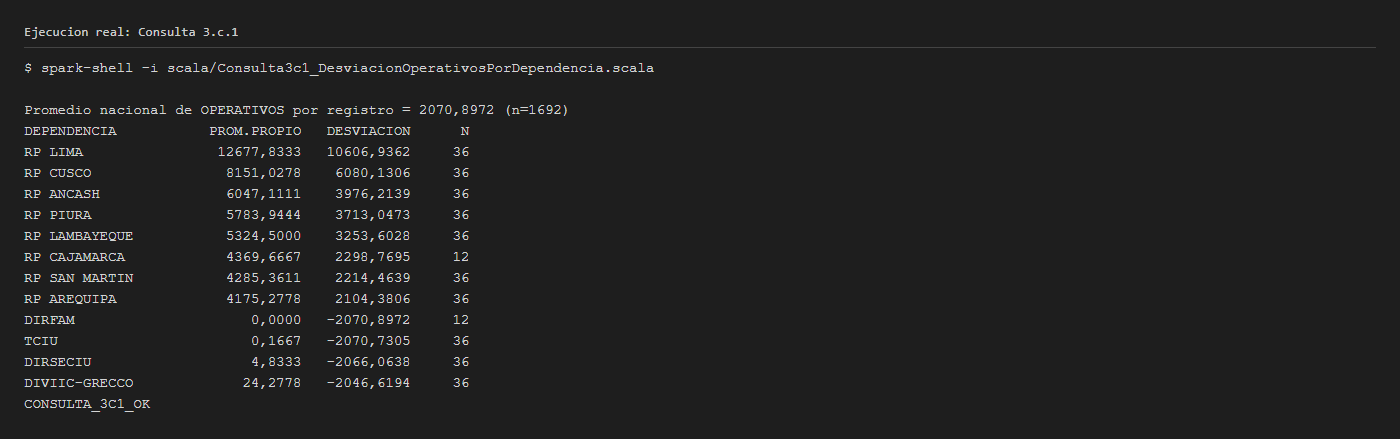 Ejecucion real: Consulta 3.c.1
$ spark-shell -i scala/Consulta3c1_DesviacionOperativosPorDependencia.scala
Promedio nacional de OPERATIVOS por registro = 2070,8972 (n=1692)
DEPENDENCIA PROM.PROPIO DESVIACION N
RP LIMA 12677,8333 10606,9362 36
RP CUSCO 8151,0278 6080,1306 36
RP ANCASH 6047,1111 3976,2139 36
RP PIURA 5783,9444 3713,0473 36
RP LAMBAYEQUE 5324,5000 3253,6028 36
RP CAJAMARCA 4369,6667 2298,7695 12
RP SAN MARTIN 4285,3611 2214,4639 36
RP AREQUIPA 4175,2778 2104,3806 36
DIRFAM 0,0000 -2070,8972 12
TCIU 0,1667 -2070,7305 36
DIRSECIU 4,8333 -2066,0638 36
DIVIIC-GRECCO 24,2778 -2046,6194 36
CONSULTA_3C1_OK